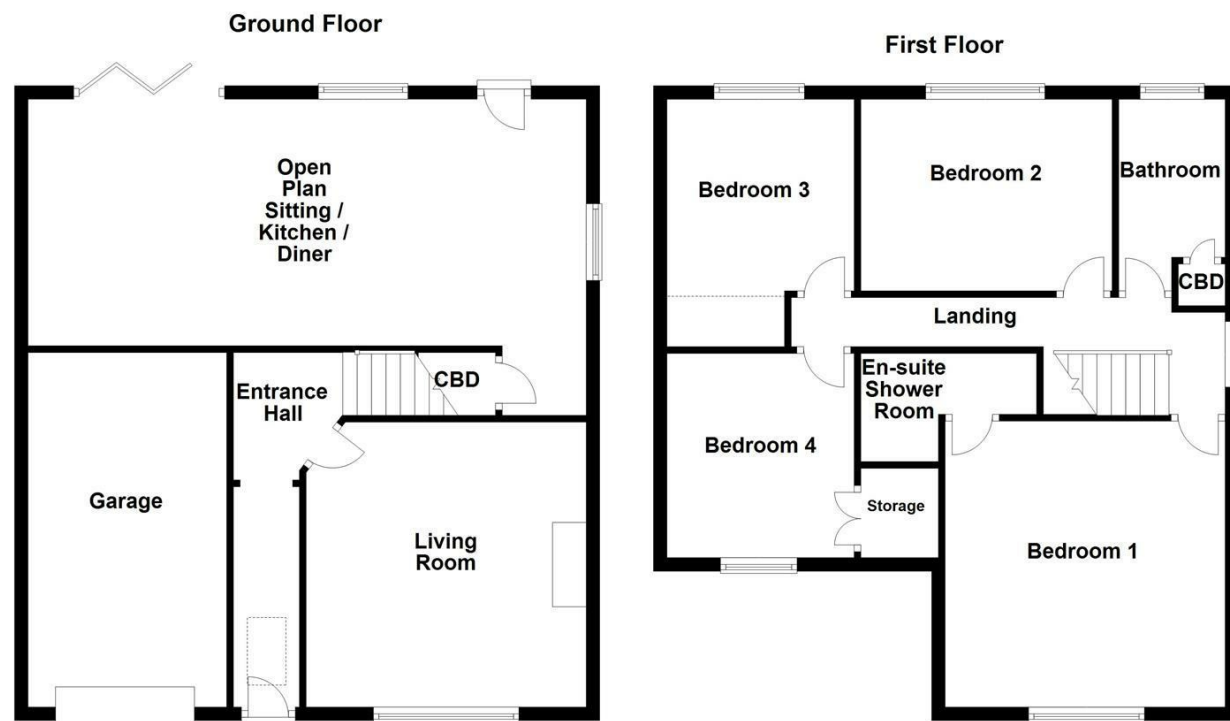 Ground Floor
Open
Plan
Sitting /
Kitchen /
Diner
Entrance
Hall
CBD
Garage
Living
Room
First Floor
Bedroom 3
Bedroom 2
Bathroom
CBD
Landing
En-suite
Shower
Room
Bedroom 4
Storage
Bedroom 1